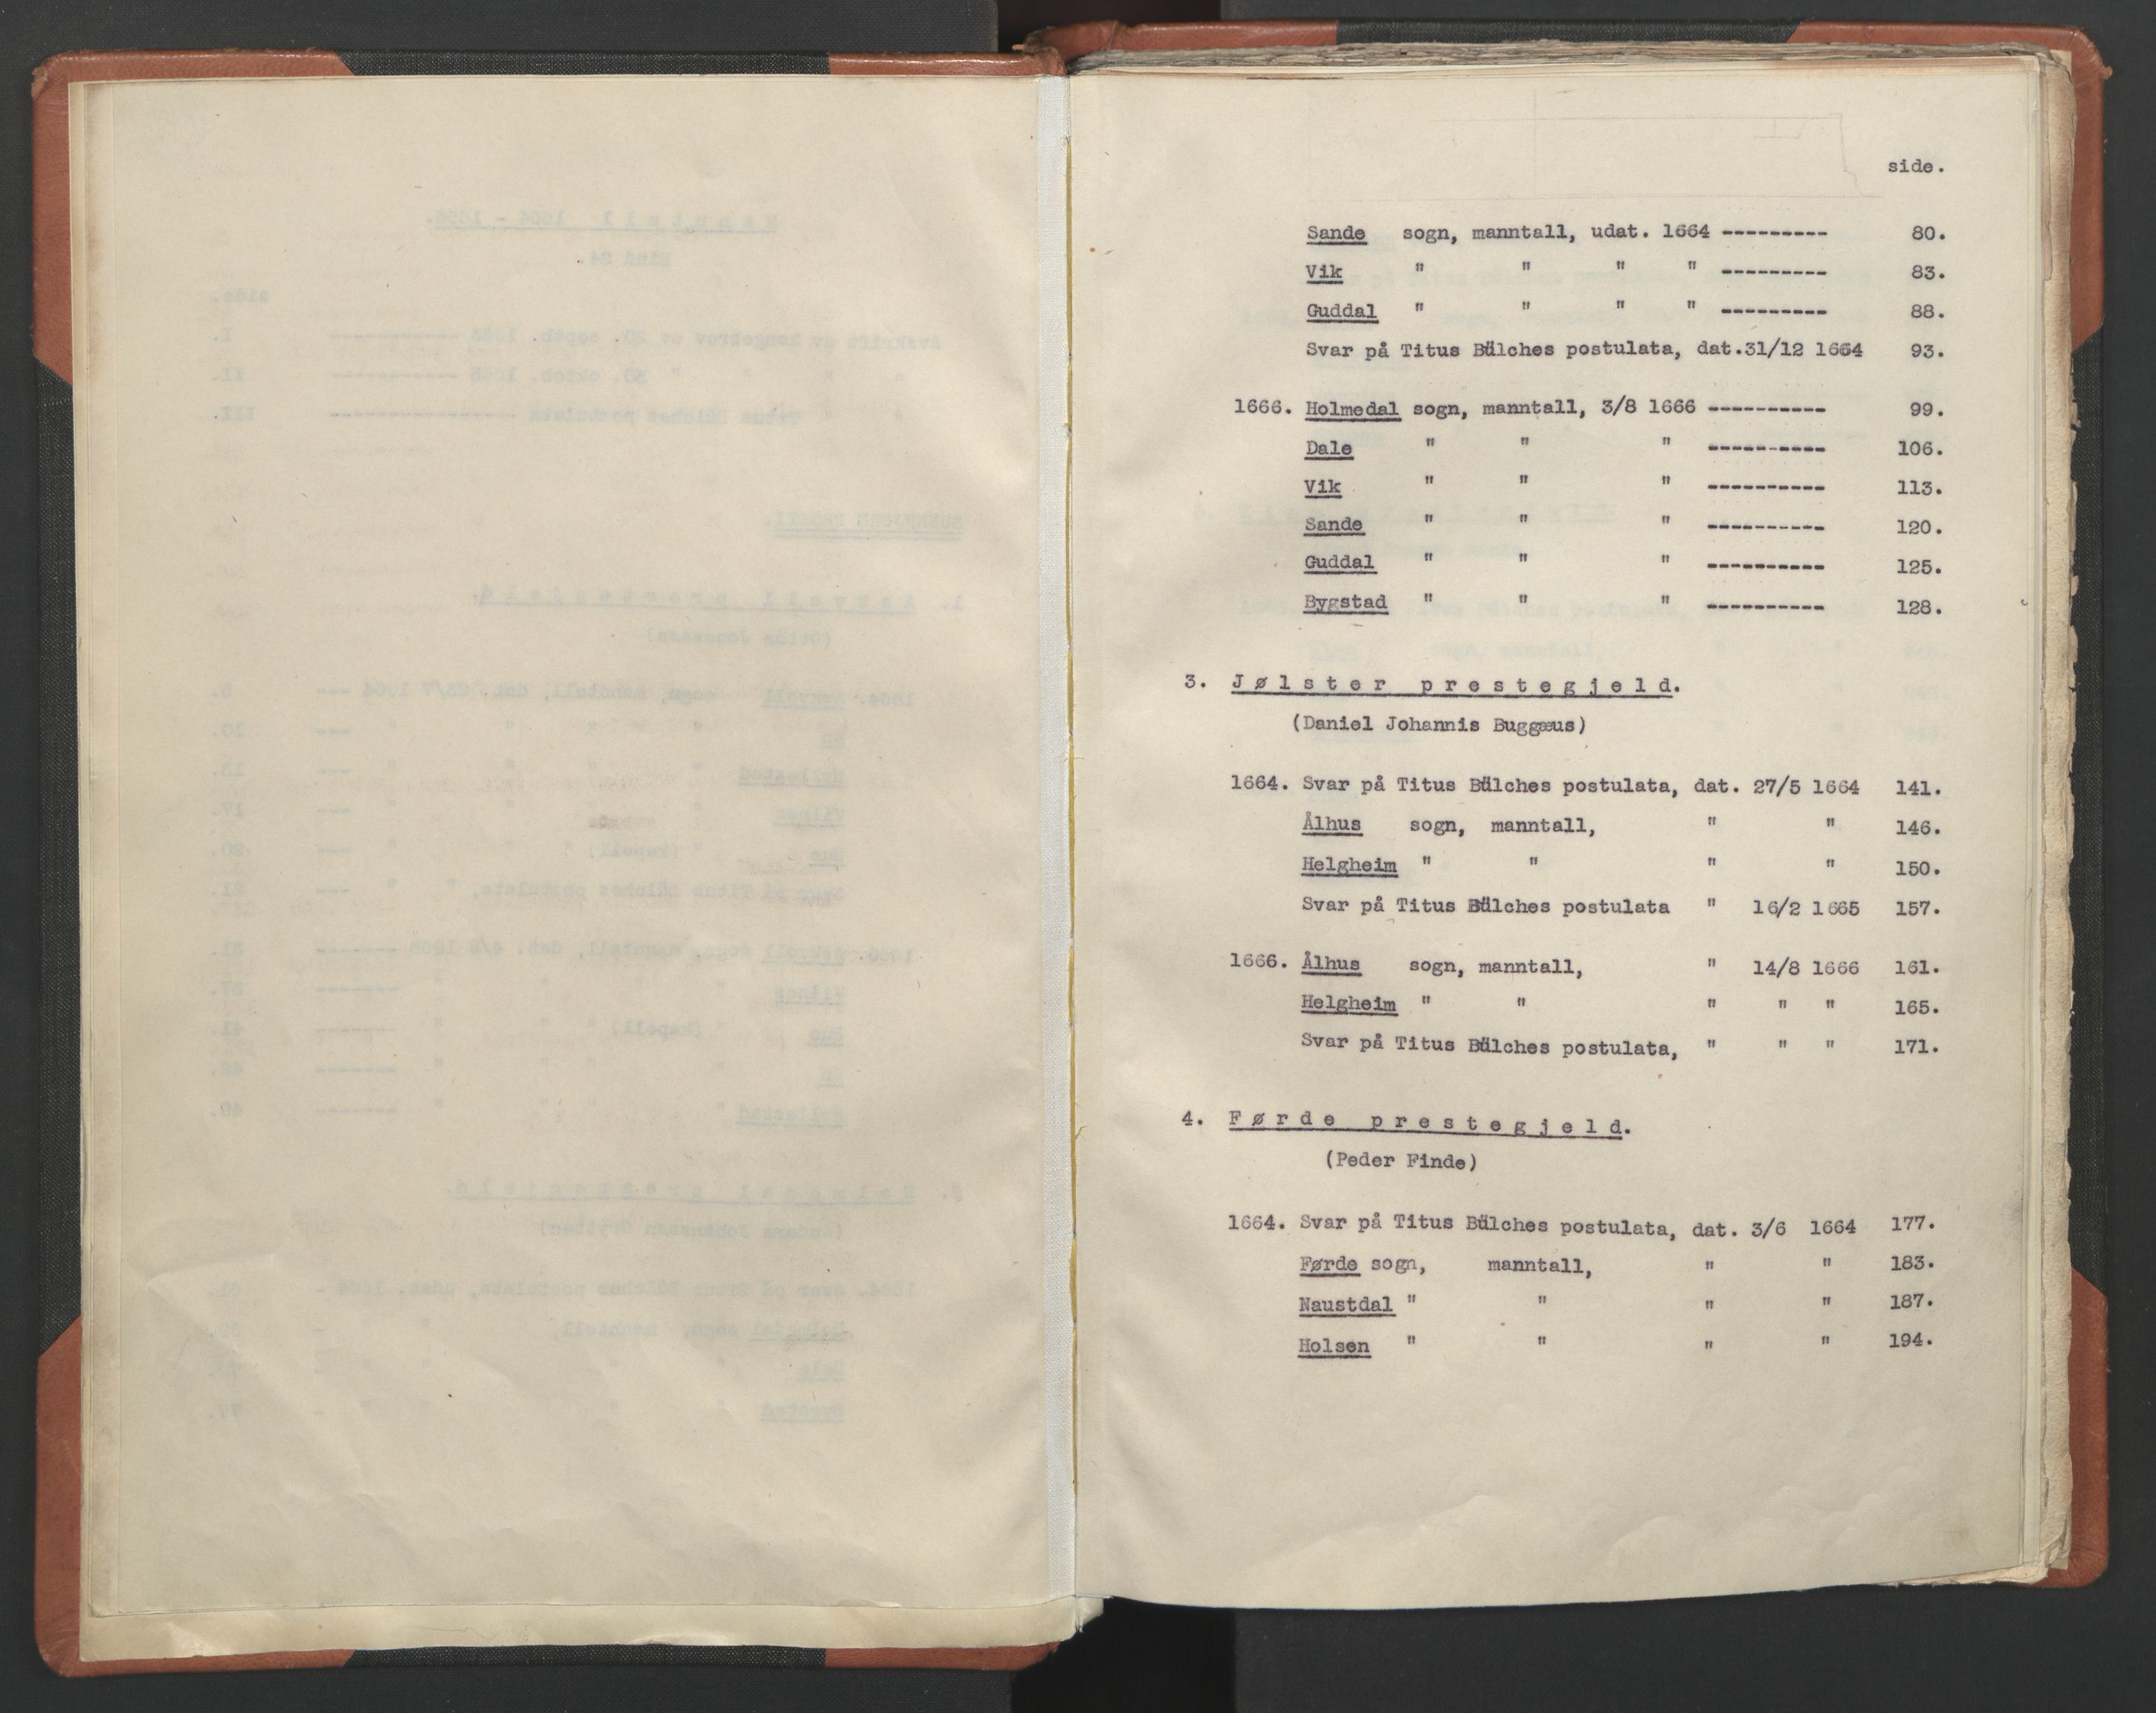 side.
Sande sogn, manntall, udat. 1664 --------- 80.
Vik " " " " --------- 83.
Guddal " " " " --------- 88.
Svar på Titus Bülches postulata, dat.31/12 1664 93.
1666. Holmedal sogn, manntall, 3/8 1666 ---------- 99.
Dale " " " ---------- 106.
Vik " " " ---------- 113.
Sande " " " ---------- 120.
Guddal " " " ---------- 125.
Bygstad " " " ---------- 128.
3. Jølster prestegjeld.
(Daniel Johannis Buggæus)
1664. Svar på Titus Bülches postulata, dat. 27/5 1664 141.
Ålhus sogn, manntall, " " 146.
Helgheim " " " " 150.
Svar på Titus Bülches postulata " 16/2 1665 157.
1666. Ålhus sogn, manntall, " 14/8 1666 161.
Helgheim " " " " " 165.
Svar på Titus Bülches postulata, " " " 171.
4. Førde prestegjeld.
(Peder Finde)
1664. Svar på Titus Bülches postulata, dat. 3/6 1664 177.
Førde sogn, manntall, " " 183.
Naustdal " " " " 187.
Holsen " " " " 194.